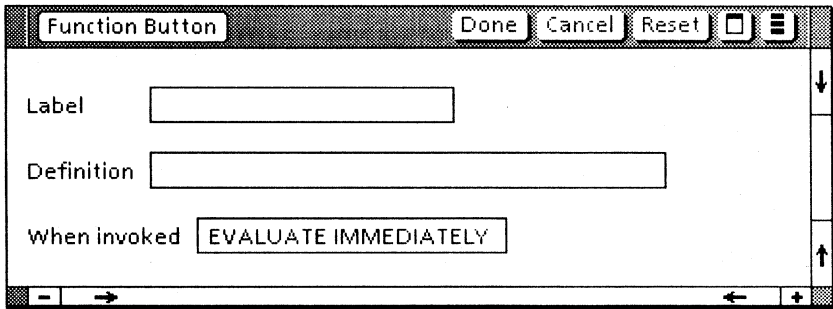 Function Button Done Cancel Reset
Label
Definition
When invoked EVALUATE IMMEDIATELY
- +